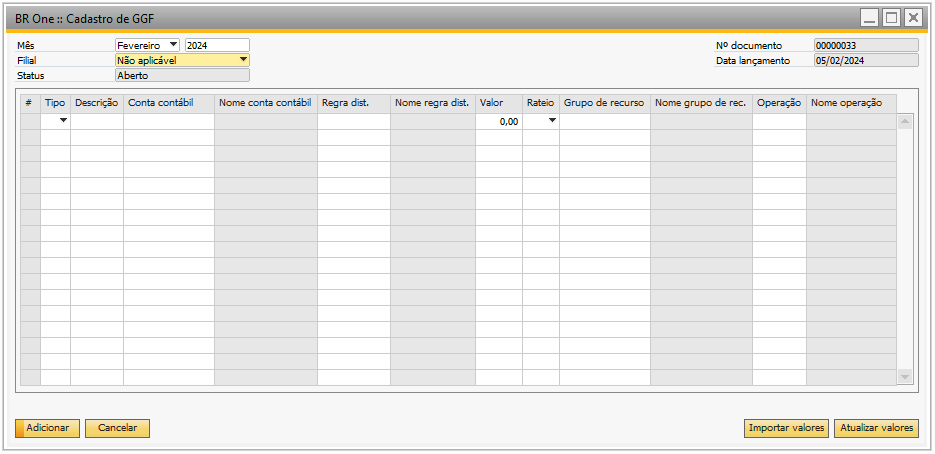 BR One :: Cadastro de GGF
Mês Fevereiro 2024 Nº documento 00000033
Filial Não aplicável Data lançamento 05/02/2024
Status Aberto
# Tipo Descrição Conta contábil Nome conta contábil Regra dist. Nome regra dist. Valor Rateio Grupo de recurso Nome grupo de rec. Operação Nome operação
0,00
Adicionar Cancelar Importar valores Atualizar valores